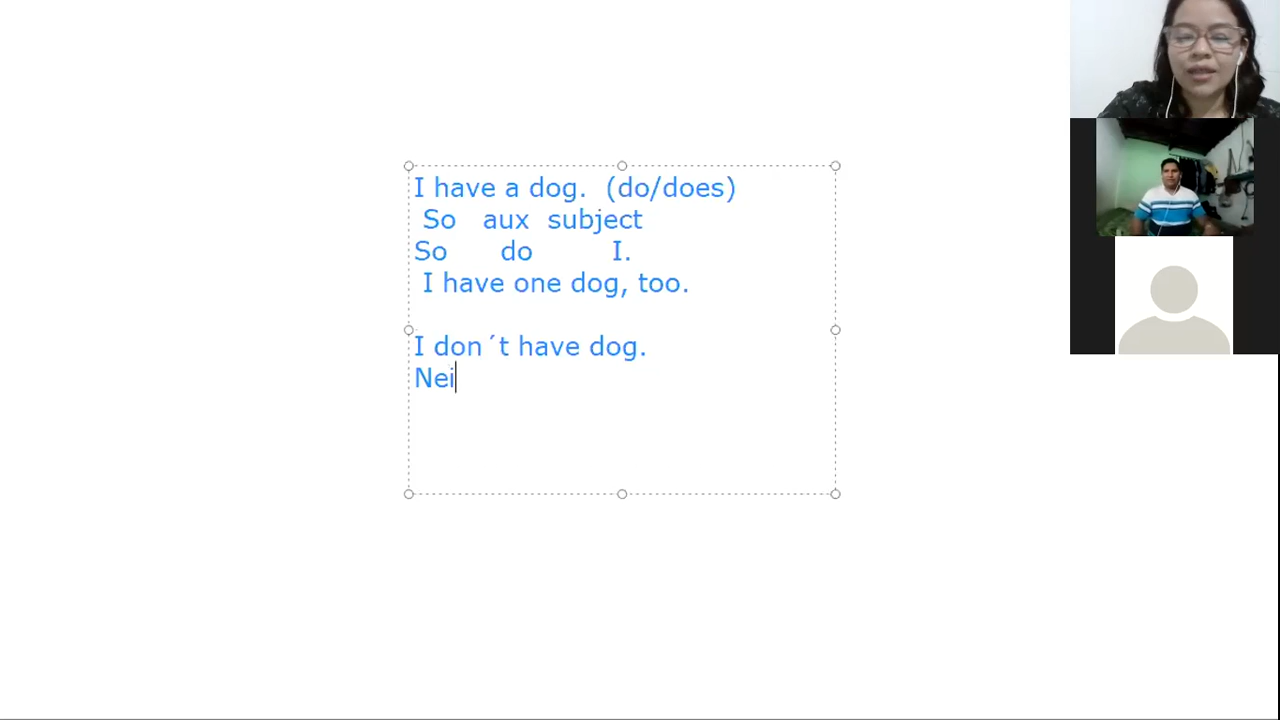 I have a dog.  (do/does)
So   aux  subject
So      do         I.
I have one dog, too.
I don´t have dog.
Nei